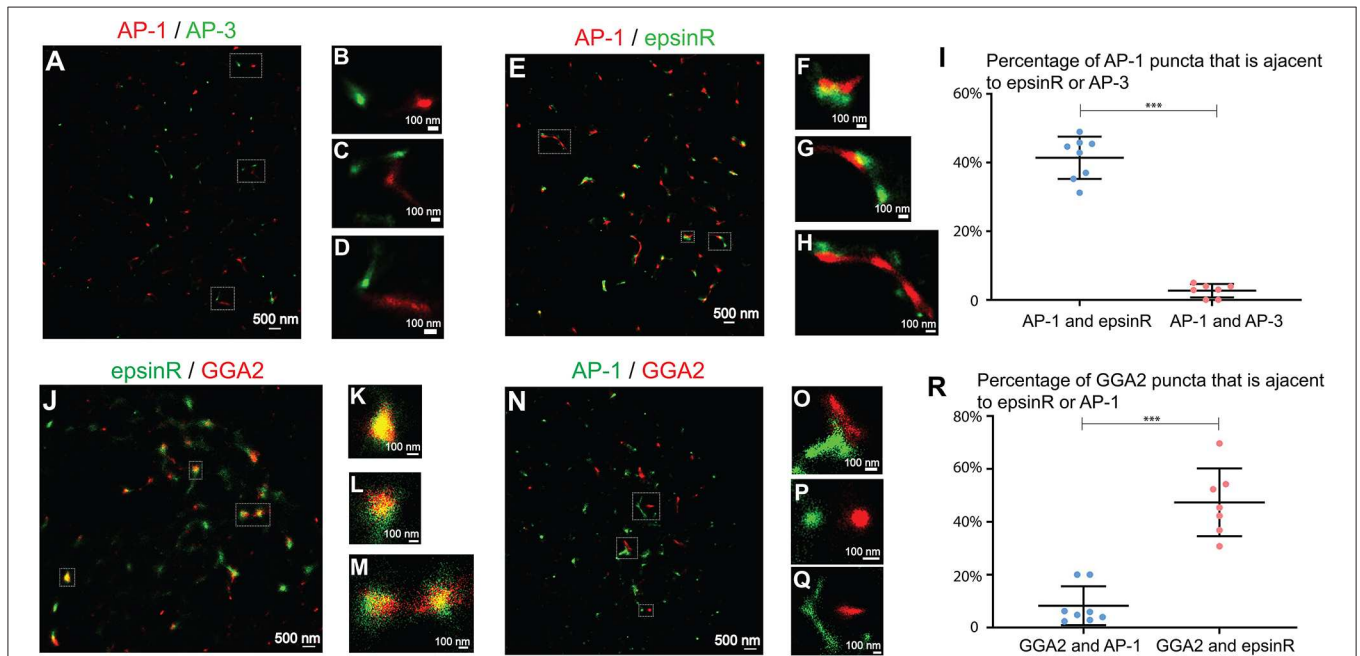 AP-1 / AP-3
A
500 nm
B
100 nm
C
100 nm
D
100 nm
AP-1 / epsinR
E
500 nm
F
100 nm
G
100 nm
H
100 nm
I
Percentage of AP-1 puncta that is ajacent
to epsinR or AP-3
60%
***
40%
20%
0
AP-1 and epsinR
AP-1 and AP-3
epsinR / GGA2
J
500 nm
K
100 nm
L
100 nm
M
100 nm
AP-1 / GGA2
N
500 nm
O
100 nm
P
100 nm
Q
100 nm
R
Percentage of GGA2 puncta that is ajacent
to epsinR or AP-1
80%
***
60%
40%
20%
0
GGA2 and AP-1
GGA2 and epsinR